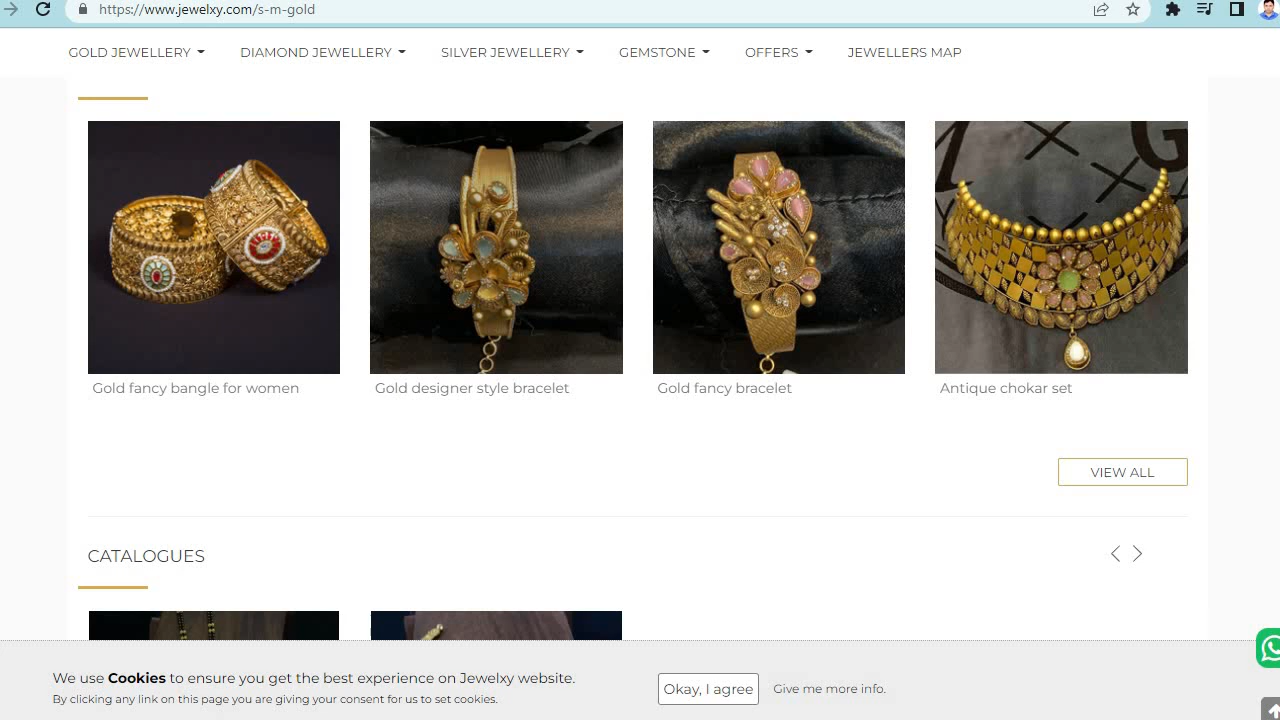 https://www.jewelxy.com/s-m-gold
GOLD JEWELLERY DIAMOND JEWELLERY SILVER JEWELLERY GEMSTONE OFFERS JEWELLERS MAP
Gold fancy bangle for women
Gold designer style bracelet
Gold fancy bracelet
Antique chokar set
VIEW ALL
CATALOGUES
We use Cookies to ensure you get the best experience on Jewelxy website.
By clicking any link on this page you are giving your consent for us to set cookies.
Okay, I agree
Give me more info.